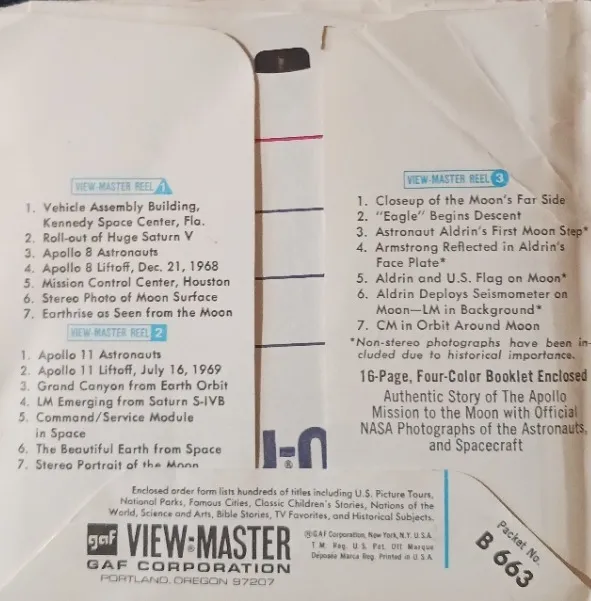 VIEW-MASTER REEL 1
1. Vehicle Assembly Building,
Kennedy Space Center, Fla.
2. Roll-out of Huge Saturn V
3. Apollo 8 Astronauts
4. Apollo 8 Liftoff, Dec. 21, 1968
5. Mission Control Center, Houston
6. Stereo Photo of Moon Surface
7. Earthrise as Seen from the Moon
VIEW-MASTER REEL 2
1. Apollo 11 Astronauts
2. Apollo 11 Liftoff, July 16, 1969
3. Grand Canyon from Earth Orbit
4. LM Emerging from Saturn S-IVB
5. Command/Service Module
in Space
6. The Beautiful Earth from Space
7. Stereo Portrait of the Moon
VIEW-MASTER REEL 3
1. Closeup of the Moon's Far Side
2. "Eagle" Begins Descent
3. Astronaut Aldrin's First Moon Step*
4. Armstrong Reflected in Aldrin's
Face Plate*
5. Aldrin and U.S. Flag on Moon*
6. Aldrin Deploys Seismometer on
Moon—LM in Background*
7. CM in Orbit Around Moon
*Non-stereo photographs have been in-
cluded due to historical importance.
16-Page, Four-Color Booklet Enclosed
Authentic Story of The Apollo
Mission to the Moon with Official
NASA Photographs of the Astronauts,
and Spacecraft
®
Enclosed order form lists hundreds of titles including U.S. Picture Tours,
National Parks, Famous Cities, Classic Children's Stories, Nations of the
World, Science and Arts, Bible Stories, TV Favorites, and Historical Subjects.
gaf VIEW-MASTER®
GAF CORPORATION
PORTLAND, OREGON 97207
©GAF Corporation, New York, N.Y. U.S.A.
T.M. Reg. U.S. Pat. Off. Marque
Déposée Marca Reg. Printed in U.S.A.
Packet No.
B 663